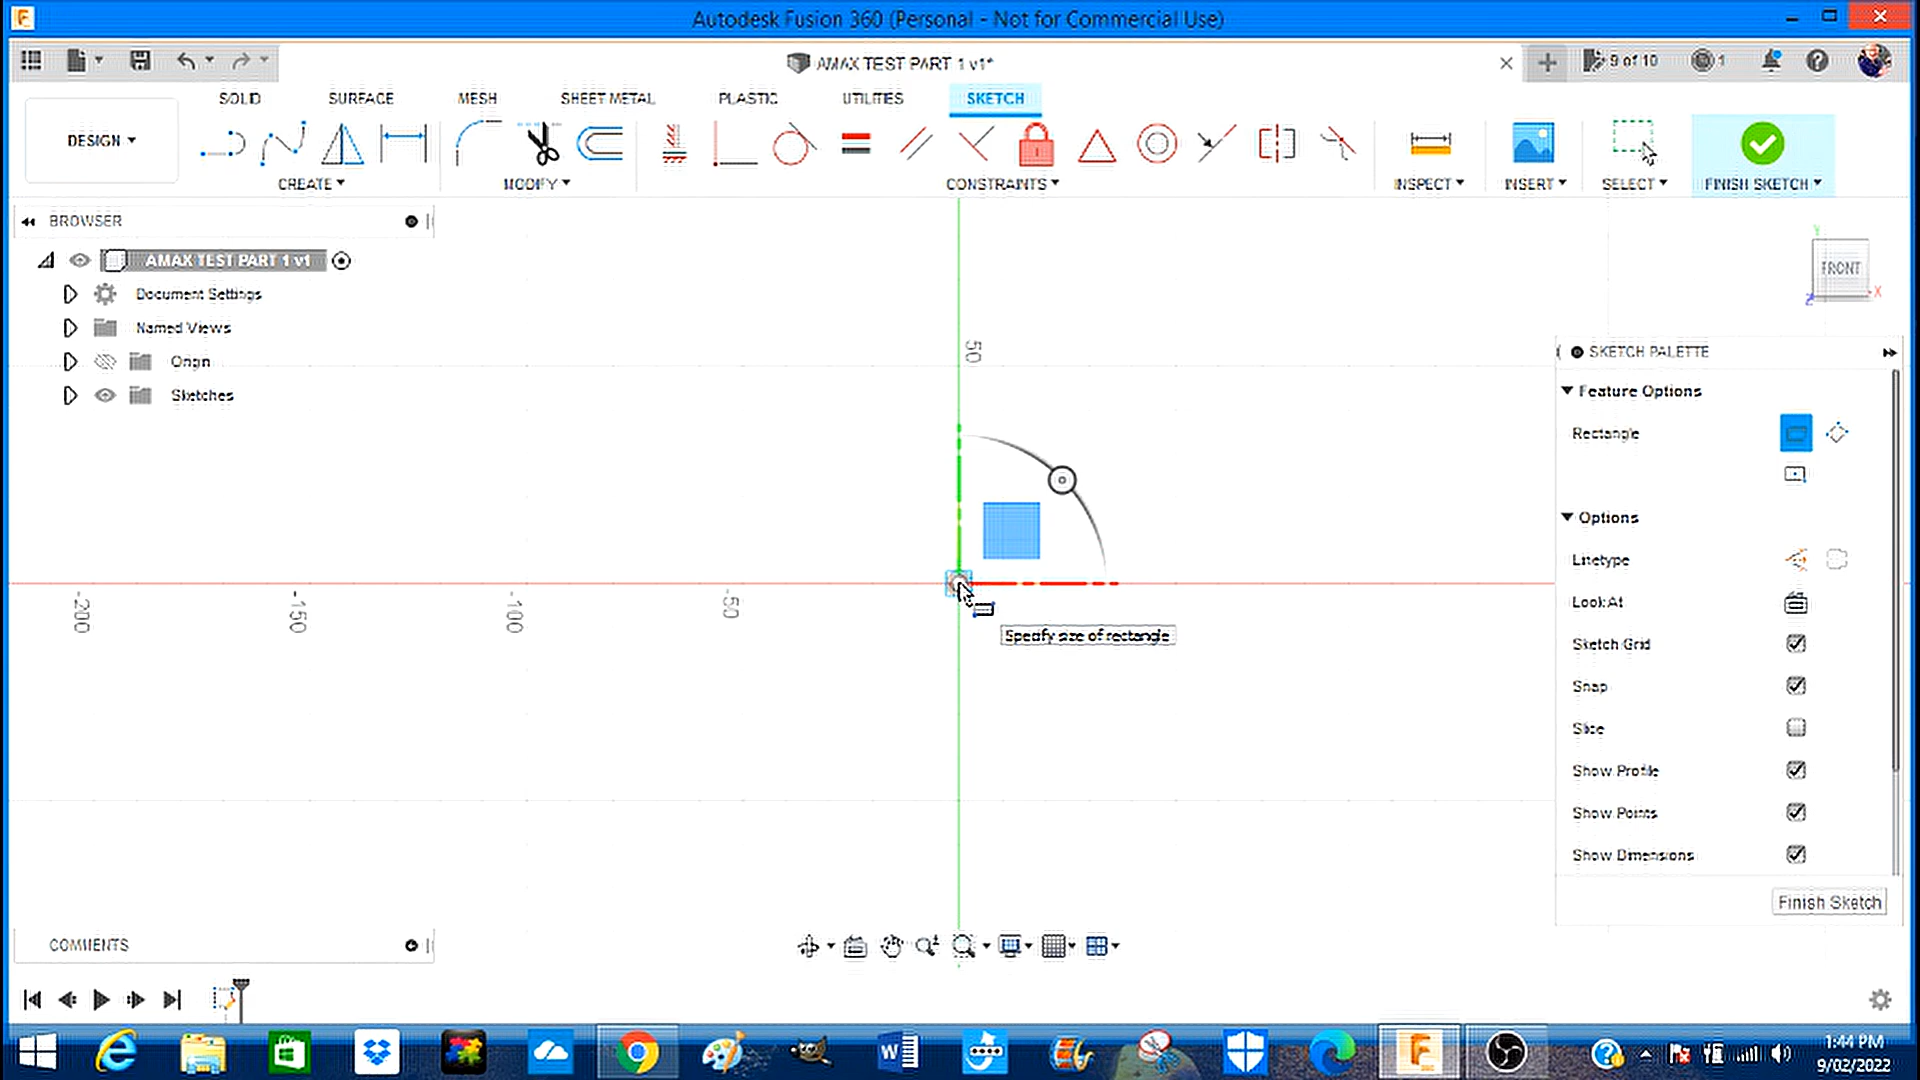 Autodesk Fusion 360 (Personal - Not for Commercial Use)
AMAX TEST PART 1 v1*
9 of 10
1
SOLID
SURFACE
MESH
SHEET METAL
PLASTIC
UTILITIES
SKETCH
DESIGN
CREATE
MODIFY
CONSTRAINTS
INSPECT
INSERT
SELECT
FINISH SKETCH
BROWSER
AMAX TEST PART 1 v1
Document Settings
Named Views
Origin
Sketches
Y
FRONT
X
Z
50
-200
-150
-100
-50
Specify size of rectangle
SKETCH PALETTE
Feature Options
Rectangle
Options
Linetype
Look At
Sketch Grid
Snap
Slice
Show Profile
Show Points
Show Dimensions
Finish Sketch
COMMENTS
1:44 PM
9/02/2022